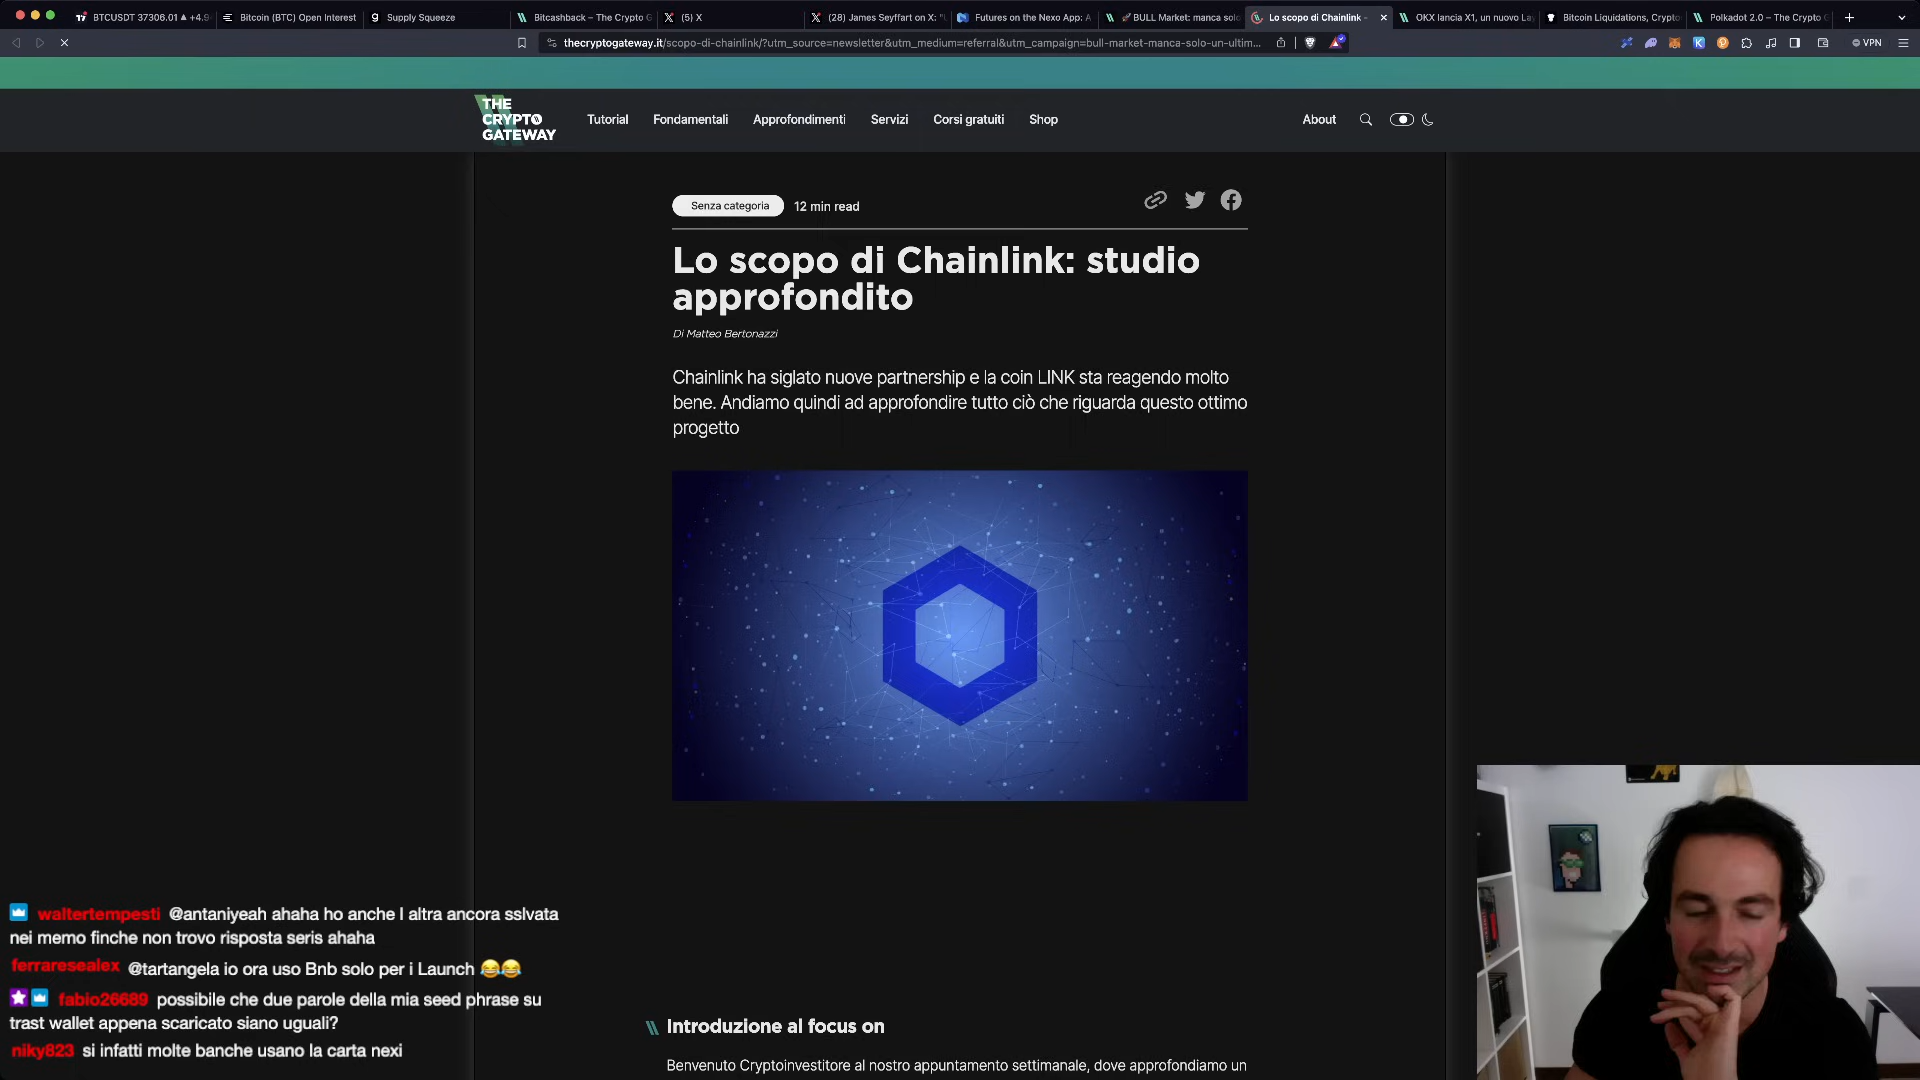 BTCUSDT 37306.01 ▲ +4.9
Bitcoin (BTC) Open Interest
Supply Squeeze
Bitcashback – The Crypto G
(5) X
(28) James Seyffart on X: "L
Futures on the Nexo App: A
🚀 BULL Market: manca solo
Lo scopo di Chainlink -
OKX lancia X1, un nuovo La
Bitcoin Liquidations, Crypto
Polkadot 2.0 – The Crypto G
thecryptogateway.it/scopo-di-chainlink/?utm_source=newsletter&utm_medium=referral&utm_campaign=bull-market-manca-solo-un-ultim...
VPN
THE
CRYPTO
GATEWAY
Tutorial
Fondamentali
Approfondimenti
Servizi
Corsi gratuiti
Shop
About
Senza categoria
12 min read
Lo scopo di Chainlink: studio
approfondito
Di Matteo Bertonazzi
Chainlink ha siglato nuove partnership e la coin LINK sta reagendo molto
bene. Andiamo quindi ad approfondire tutto ciò che riguarda questo ottimo
progetto
waltertempesti @antaniyeah ahaha ho anche l altra ancora sslvata
nei memo finche non trovo risposta seris ahaha
ferraresealex @tartangela io ora uso Bnb solo per i Launch 😂😂
fabio26689 possibile che due parole della mia seed phrase su
trast wallet appena scaricato siano uguali?
niky823 si infatti molte banche usano la carta nexi
Introduzione al focus on
Benvenuto Cryptoinvestitore al nostro appuntamento settimanale, dove approfondiamo un